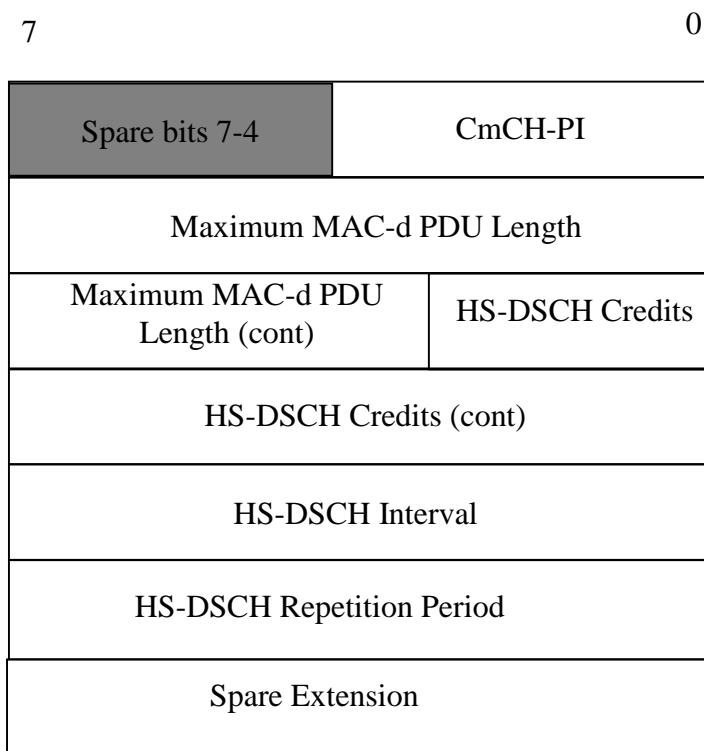 7 0
Spare bits 7-4 CmCH-PI
Maximum MAC-d PDU Length
Maximum MAC-d PDU
Length (cont) HS-DSCH Credits
HS-DSCH Credits (cont)
HS-DSCH Interval
HS-DSCH Repetition Period
Spare Extension